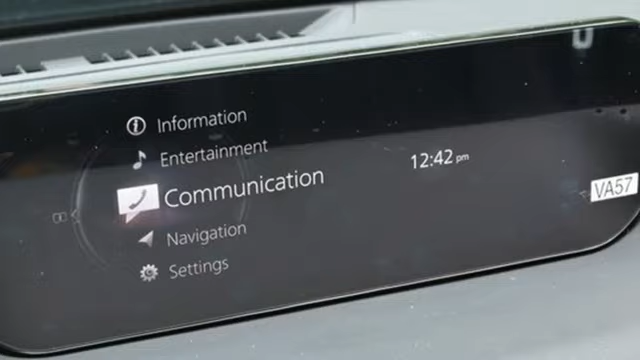 Information
Entertainment
Communication
12:42 pm
VA57
Navigation
Settings